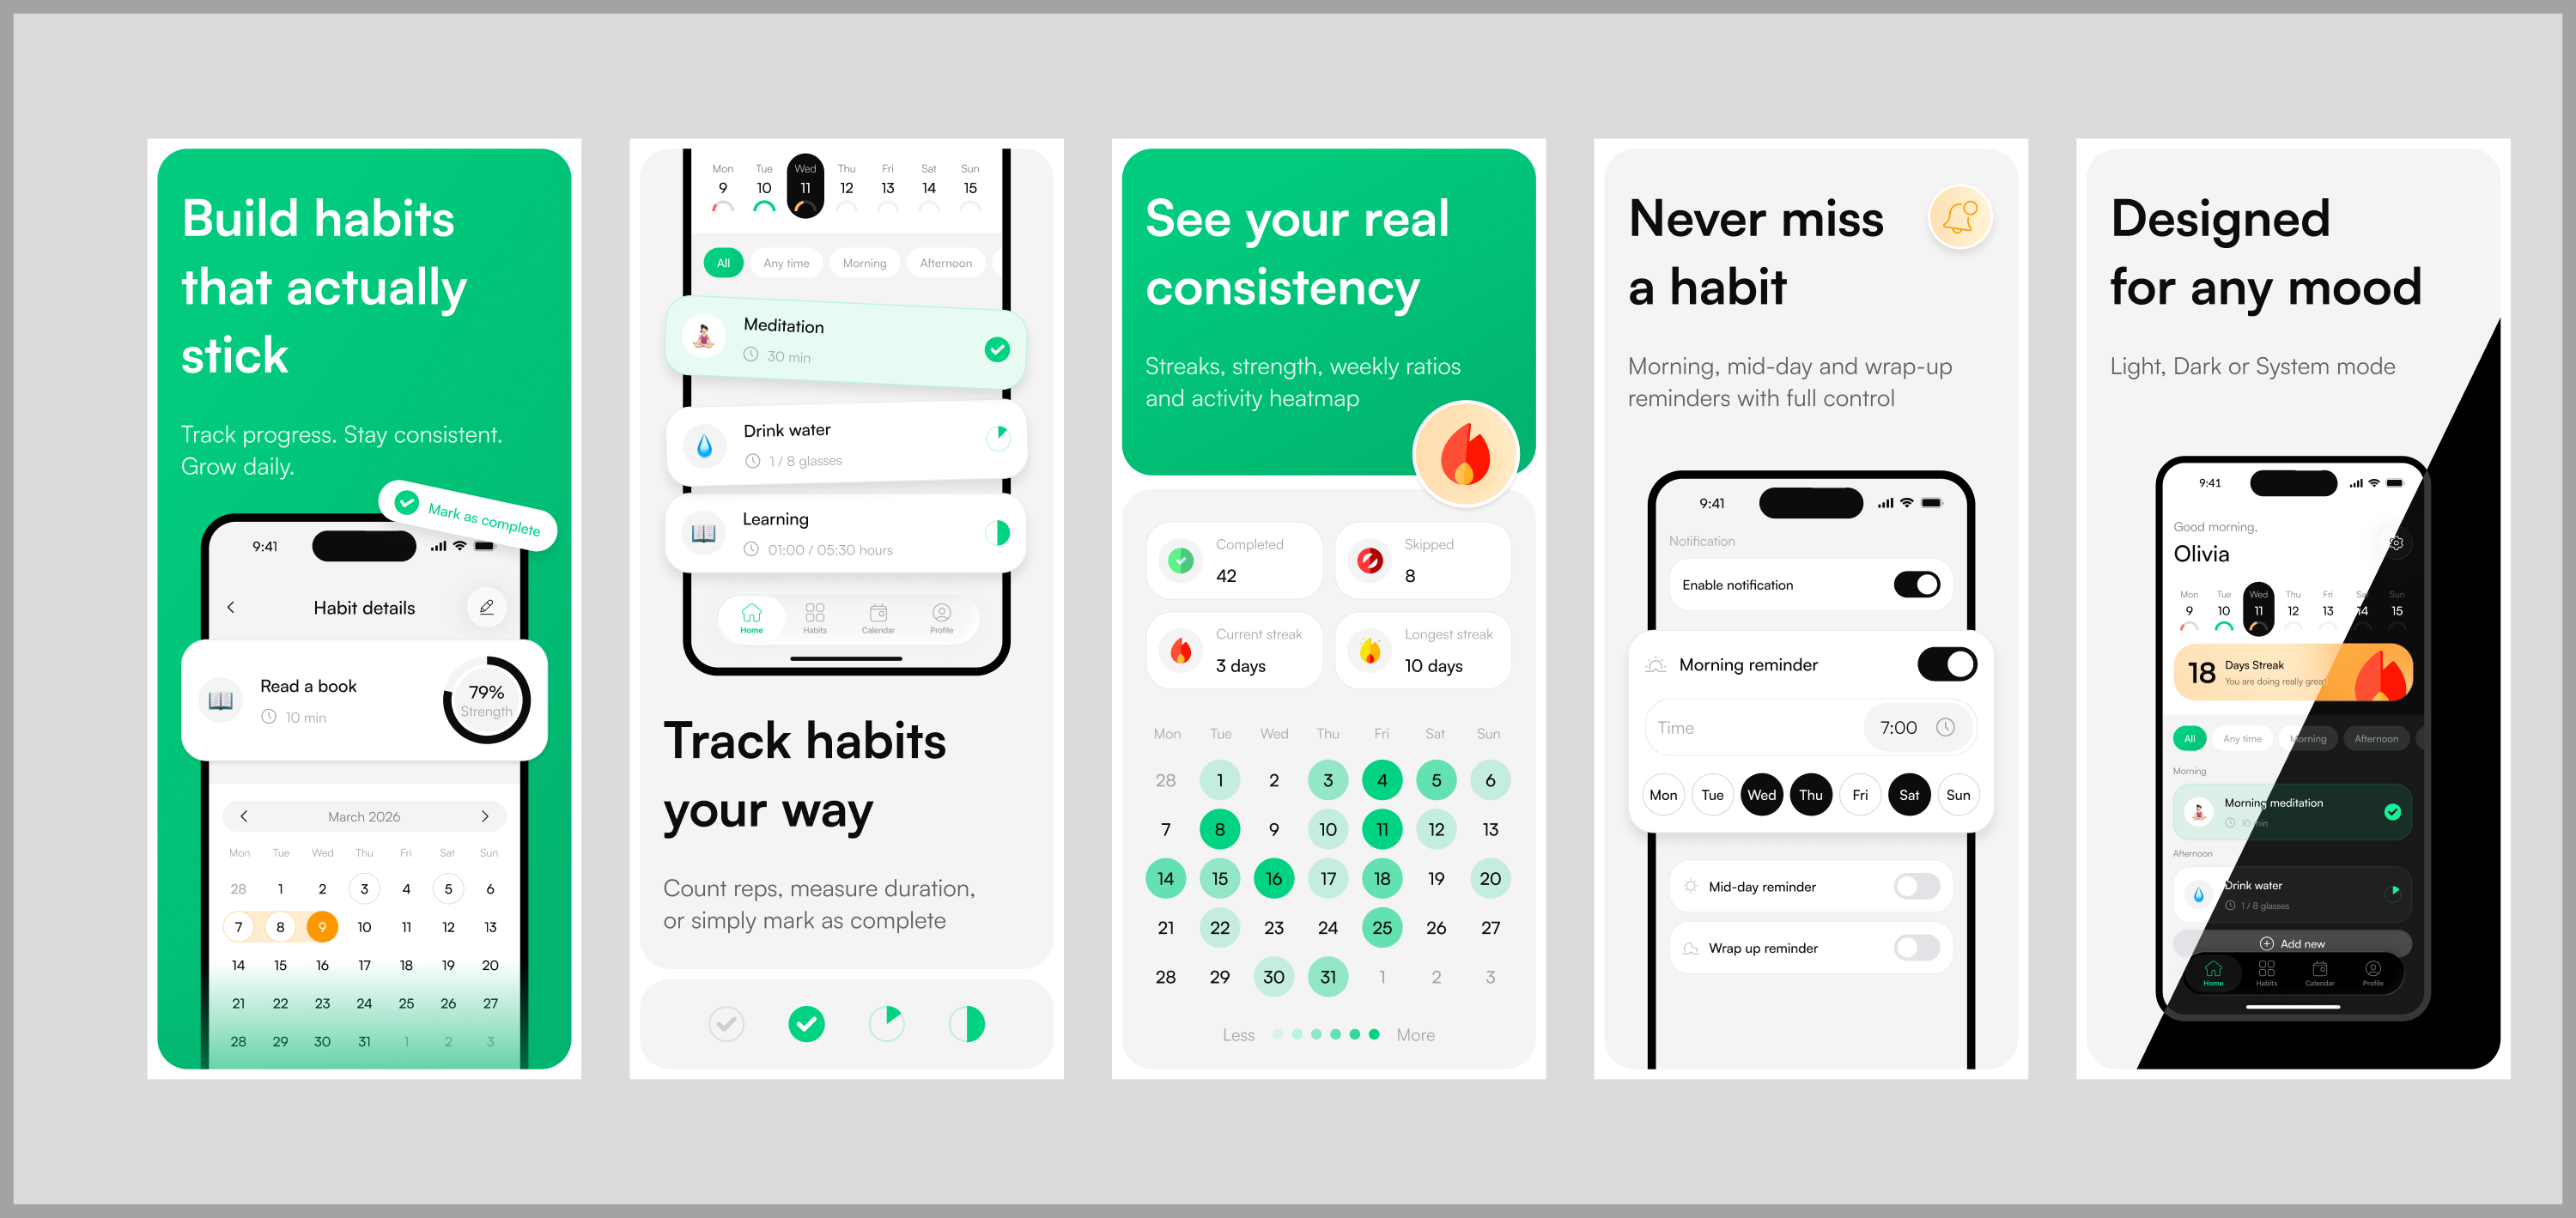 Build habits
that actually
stick
Track progress. Stay consistent.
Grow daily.
Mark as complete
9:41
Habit details
Read a book
10 min
79%
Strength
March 2026
Mon Tue Wed Thu Fri Sat Sun
28 1 2 3 4 5 6
7 8 9 10 11 12 13
14 15 16 17 18 19 20
21 22 23 24 25 26 27
28 29 30 31 1 2 3
Mon Tue Wed Thu Fri Sat Sun
9 10 11 12 13 14 15
All Any time Morning Afternoon
Meditation
30 min
Drink water
1 / 8 glasses
Learning
01:00 / 05:30 hours
Home Habits Calendar Profile
Track habits
your way
Count reps, measure duration,
or simply mark as complete
See your real
consistency
Streaks, strength, weekly ratios
and activity heatmap
Completed
42
Skipped
8
Current streak
3 days
Longest streak
10 days
Mon Tue Wed Thu Fri Sat Sun
28 1 2 3 4 5 6
7 8 9 10 11 12 13
14 15 16 17 18 19 20
21 22 23 24 25 26 27
28 29 30 31 1 2 3
Less More
Never miss
a habit
Morning, mid-day and wrap-up
reminders with full control
9:41
Notification
Enable notification
Morning reminder
Time 7:00
Mon Tue Wed Thu Fri Sat Sun
Mid-day reminder
Wrap up reminder
Designed
for any mood
Light, Dark or System mode
9:41
Good morning,
Olivia
Mon Tue Wed Thu Fri Sat Sun
9 10 11 12 13 14 15
18 Days Streak
You are doing really great
All Any time Morning Afternoon
Morning
Morning meditation
10 min
Afternoon
Drink water
1 / 8 glasses
Add new
Home Habits Calendar Profile